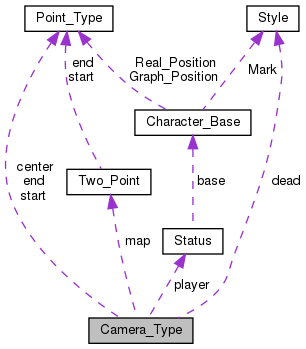 Point_Type
Style
end
start
Real_Position
Graph_Position
Mark
Character_Base
center
end
start
Two_Point
base
dead
map
Status
player
Camera_Type